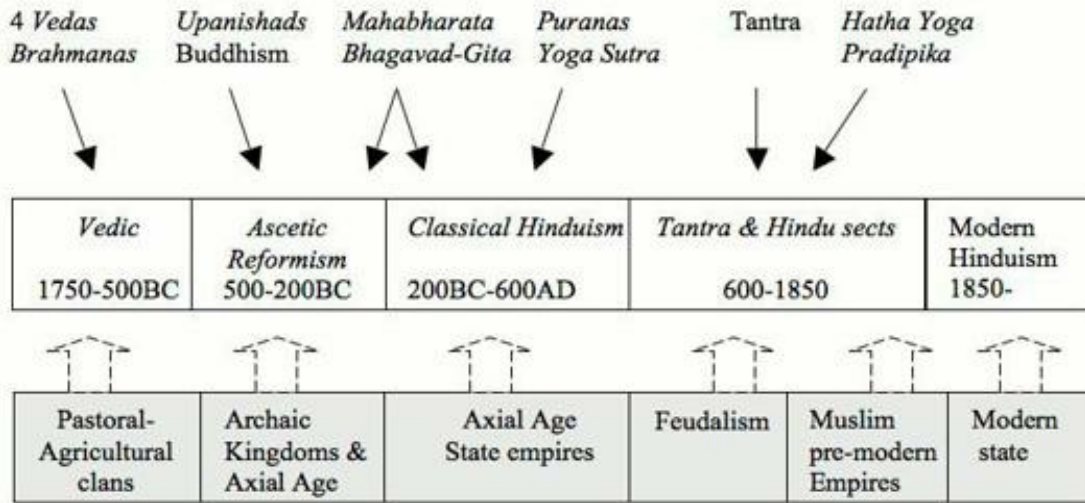 4 Vedas
Brahmanas
Upanishads
Buddhism
Mahabharata
Bhagavad-Gita
Puranas
Yoga Sutra
Tantra
Hatha Yoga
Pradipika
Vedic
1750-500BC
Ascetic
Reformism
500-200BC
Classical Hinduism
200BC-600AD
Tantra & Hindu sects
600-1850
Modern
Hinduism
1850-
Pastoral-
Agricultural
clans
Archaic
Kingdoms &
Axial Age
Axial Age
State empires
Feudalism
Muslim
pre-modern
Empires
Modern
state